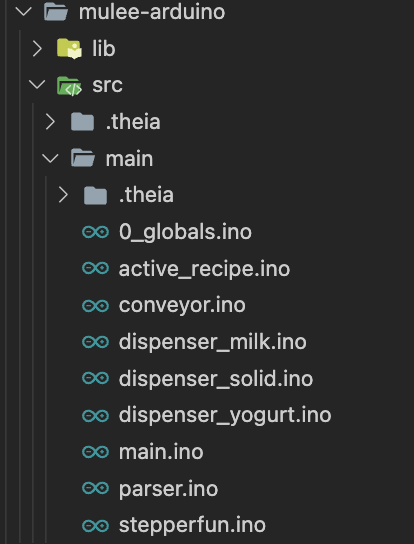 mulee-arduino
lib
src
.theia
main
.theia
0_globals.ino
active_recipe.ino
conveyor.ino
dispenser_milk.ino
dispenser_solid.ino
dispenser_yogurt.ino
main.ino
parser.ino
stepperfun.ino